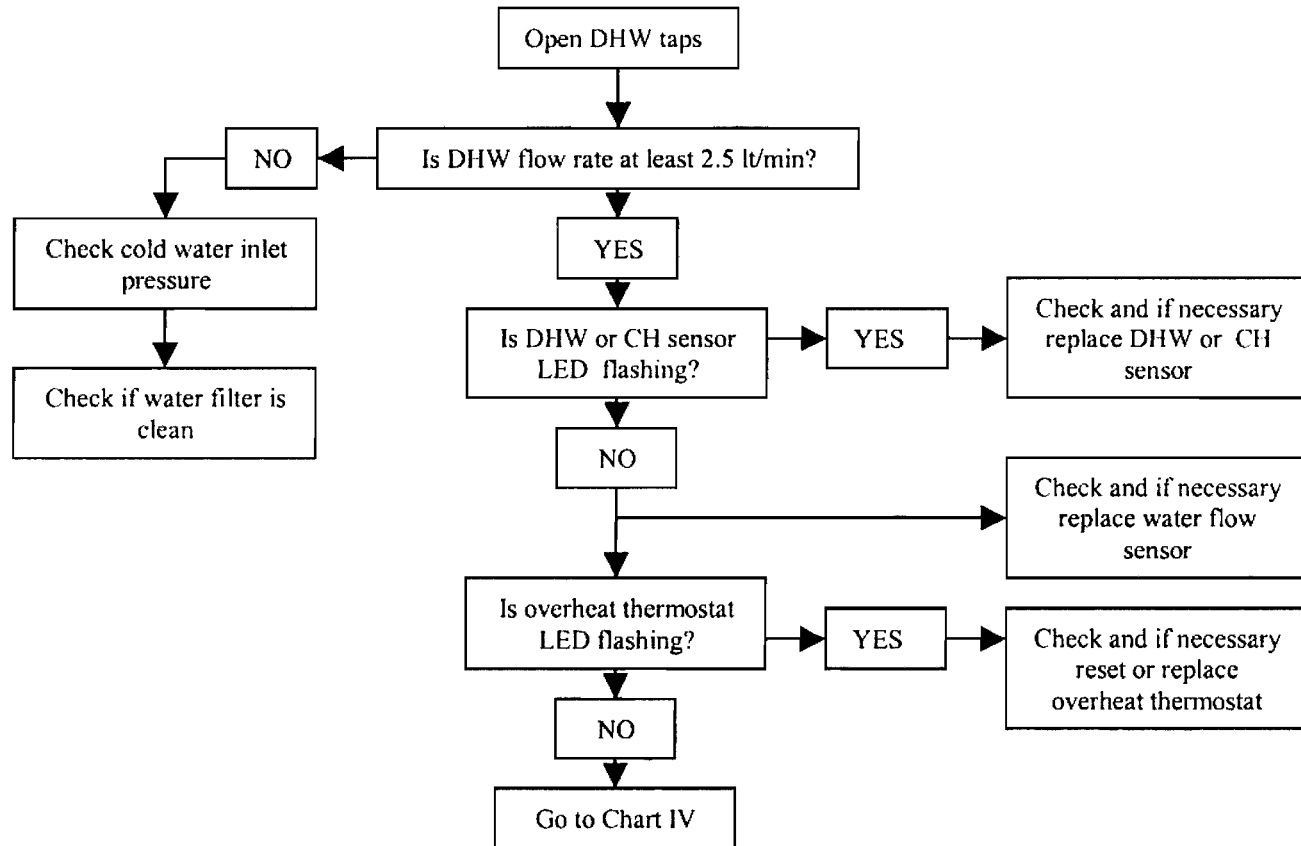 Open DHW taps
NO
Is DHW flow rate at least 2.5 lt/min?
Check cold water inlet
pressure
YES
Check if water filter is
clean
Is DHW or CH sensor
LED flashing?
YES
Check and if necessary
replace DHW or CH
sensor
NO
Check and if necessary
replace water flow
sensor
Is overheat thermostat
LED flashing?
YES
Check and if necessary
reset or replace
overheat thermostat
NO
Go to Chart IV